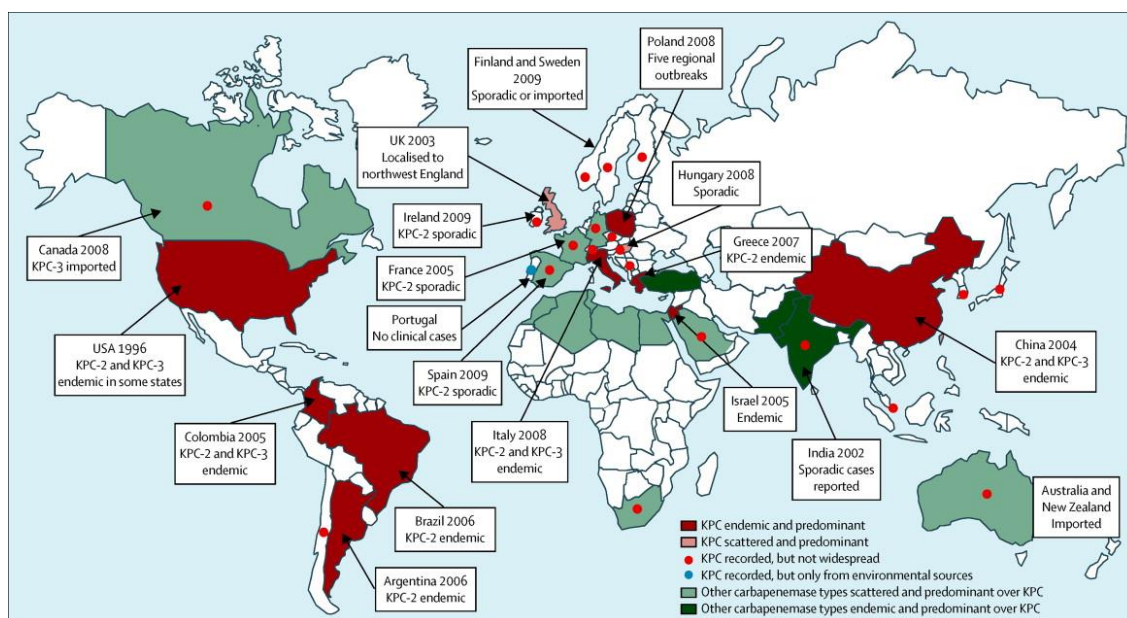 Poland 2008
Five regional
outbreaks
Finland and Sweden
2009
Sporadic or imported
UK 2003
Localised to
northwest England
Hungary 2008
Sporadic
Ireland 2009
KPC-2 sporadic
Greece 2007
KPC-2 endemic
Canada 2008
KPC-3 imported
France 2005
KPC-2 sporadic
Portugal
No clinical cases
USA 1996
KPC-2 and KPC-3
endemic in some states
China 2004
KPC-2 and KPC-3
endemic
Spain 2009
KPC-2 sporadic
Israel 2005
Endemic
Colombia 2005
KPC-2 and KPC-3
endemic
Italy 2008
KPC-2 and KPC-3
endemic
India 2002
Sporadic cases
reported
Australia and
New Zealand
Imported
Brazil 2006
KPC-2 endemic
Argentina 2006
KPC-2 endemic
KPC endemic and predominant
KPC scattered and predominant
KPC recorded, but not widespread
KPC recorded, but only from environmental sources
Other carbapenemase types scattered and predominant over KPC
Other carbapenemase types endemic and predominant over KPC